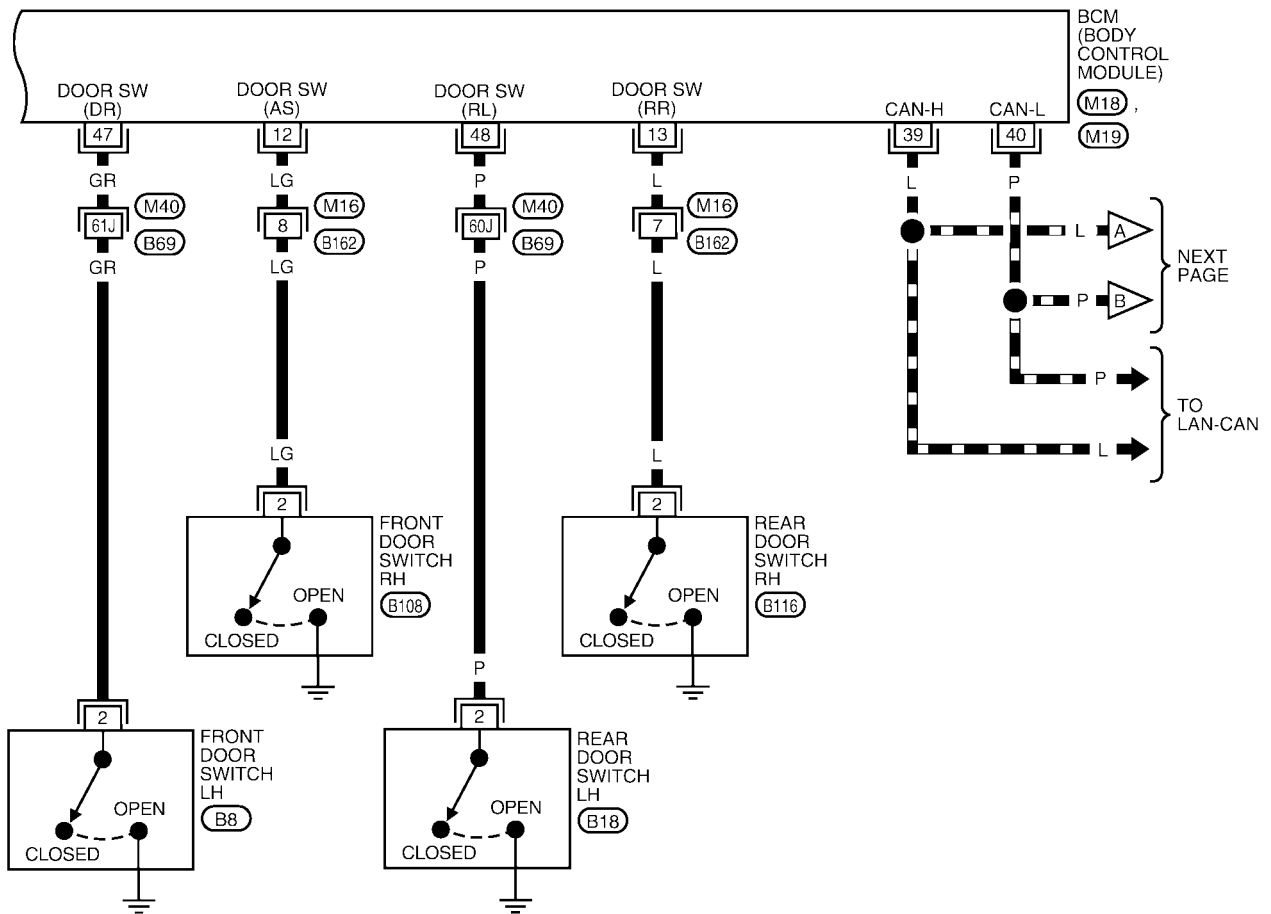 BCM
(BODY
CONTROL
MODULE)
M18 ,
M19
DOOR SW
(DR)
DOOR SW
(AS)
DOOR SW
(RL)
DOOR SW
(RR)
CAN-H
CAN-L
47
12
48
13
39
40
GR
LG
P
L
L
P
61J
M40
B69
8
M16
B162
60J
M40
B69
7
M16
B162
GR
LG
P
L
L
A
P
B
NEXT
PAGE
P
L
TO
LAN-CAN
LG
L
2
FRONT
DOOR
SWITCH
RH
B108
OPEN
CLOSED
2
REAR
DOOR
SWITCH
RH
B116
OPEN
CLOSED
P
2
FRONT
DOOR
SWITCH
LH
B8
OPEN
CLOSED
2
REAR
DOOR
SWITCH
LH
B18
OPEN
CLOSED